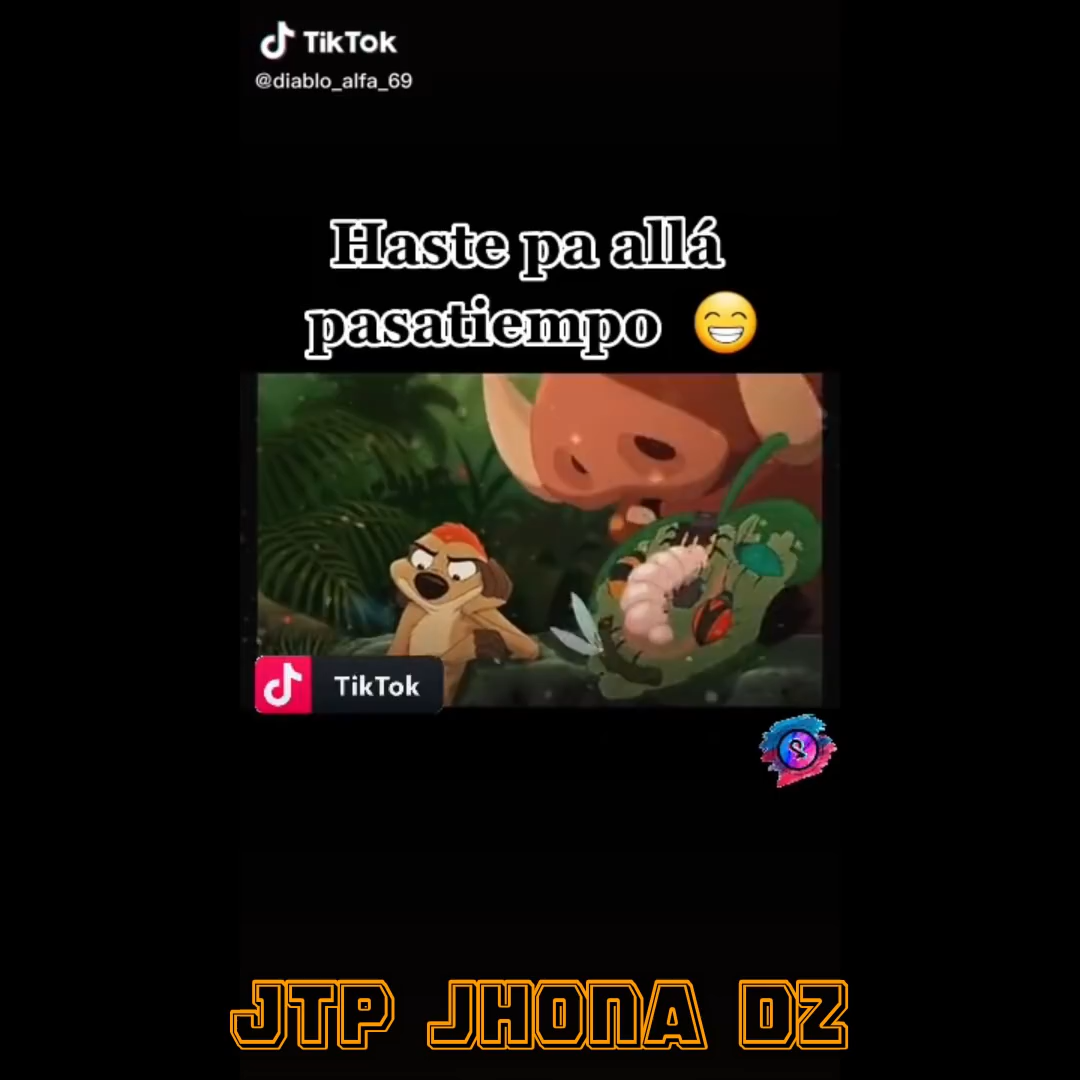 TikTok
@diablo_alfa_69
Haste pa allá
pasatiempo
TikTok
JTP JHONA DZ